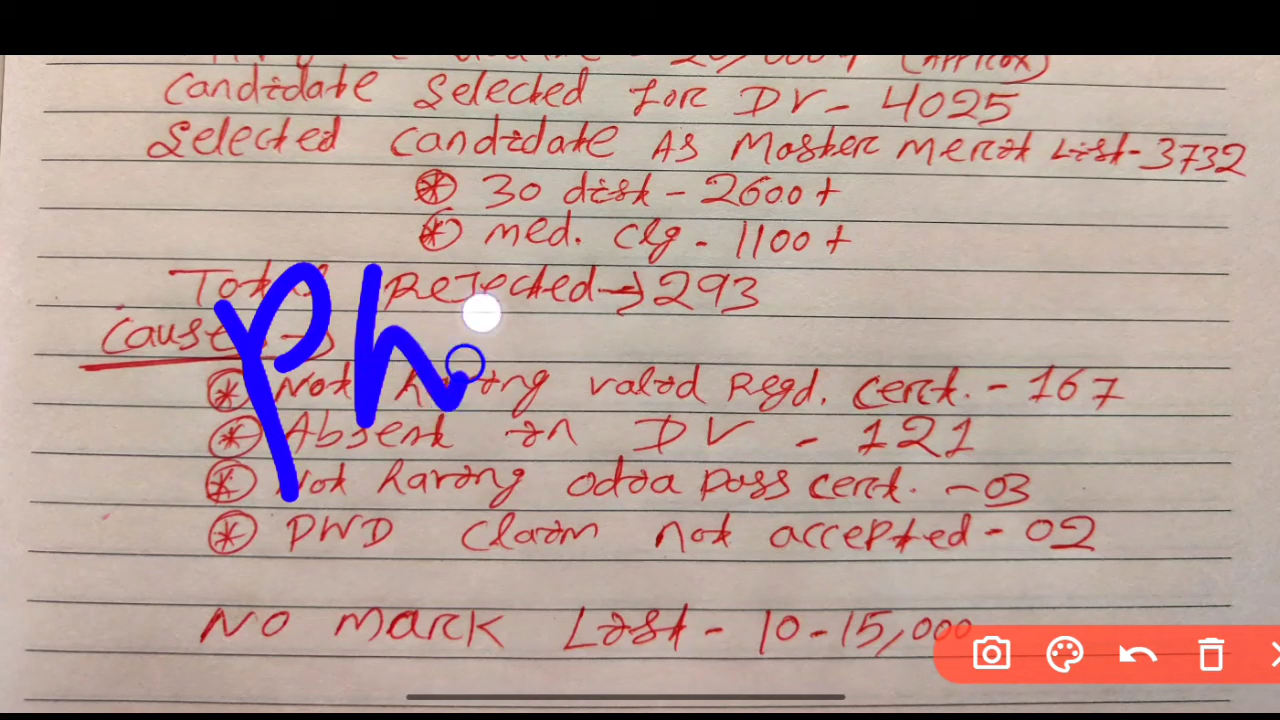 (Approx)
Candidate Selected for DV - 4025
Selected Candidate As Master Merit List - 3732
* 30 dist - 2600+
* med. clg - 1100+
Total Rejected → 293
Causes →
* Not having valid Regd. cert. - 167
* Absent in DV - 121
* Not having odia pass cert. - 03
* PWD Claim not accepted - 02
No mark List - 10-15,000
Ph